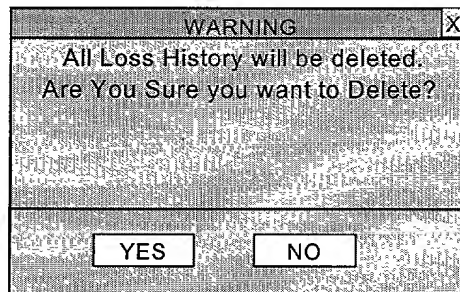 WARNING X
All Loss History will be deleted.
Are You Sure you want to Delete?
YES NO